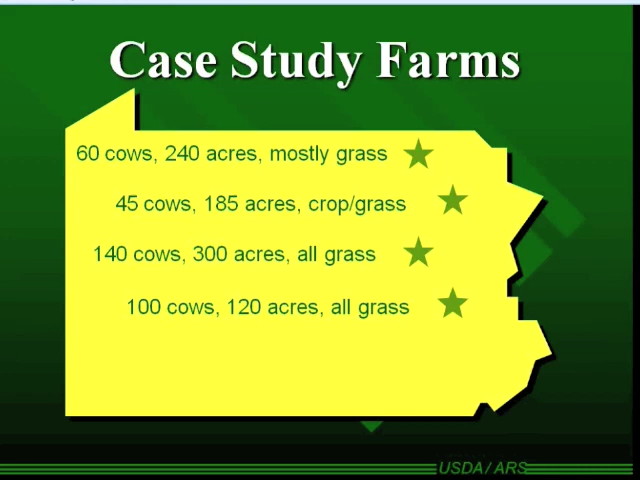 Case Study Farms
60 cows, 240 acres, mostly grass
45 cows, 185 acres, crop/grass
140 cows, 300 acres, all grass
100 cows, 120 acres, all grass
USDA/ARS